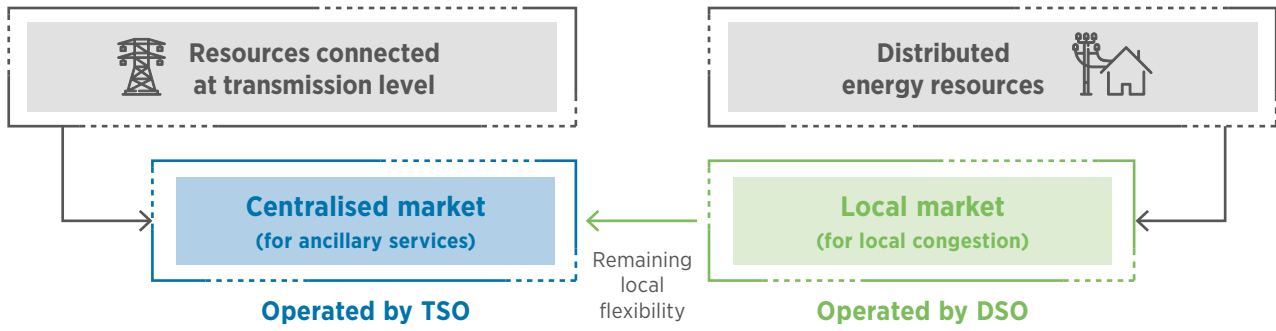 Resources connected
at transmission level
Distributed
energy resources
Centralised market
(for ancillary services)
Local market
(for local congestion)
Remaining
local
flexibility
Operated by TSO
Operated by DSO